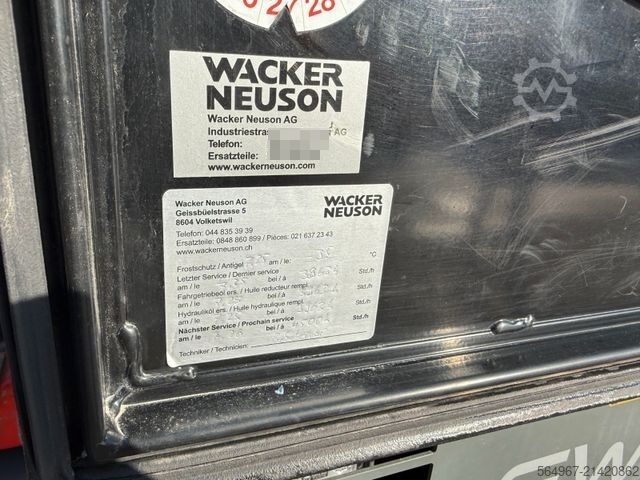 27 28
WACKER
NEUSON
Wacker Neuson AG
AG
Telefon:
Ersatzteile:
www.wackerneuson.com
Wacker Neuson AG
Geissbüelstrasse 5
8604 Volketswil
WACKER
NEUSON
Telefon: 044 835 39 39
Ersatzteile: 0848 860 899 / Pièces: 021 637 23 43
www.wackerneuson.ch
Frostschutz / Antigel am / le: °C
Letzter Service / Dernier service
am / le bei / à Std./h
Fahrgetriebeöl ers. / Huile reducteur rempl.
am / le bei / à Std./h
Hydrauliköl ers. / Huile hydraulique rempl.
am / le bei / à Std./h
Nächster Service / Prochain service
am / le bei / à Std./h
Techniker / Technicien:
564967-21420862